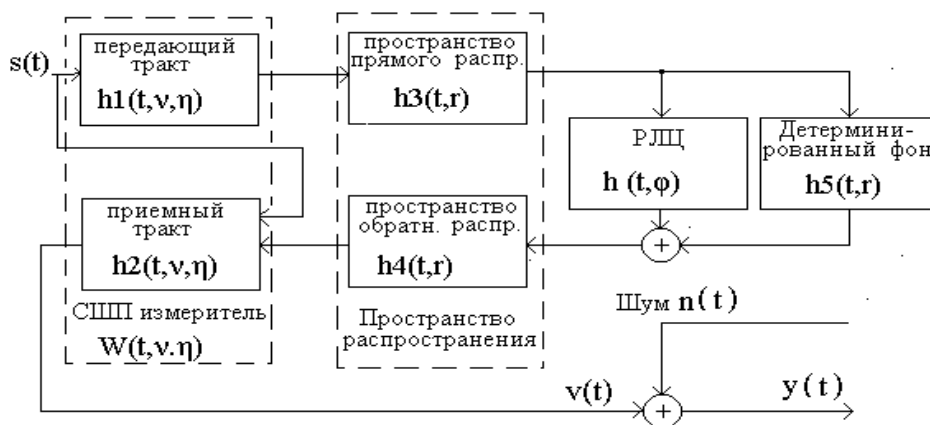 s(t)
передающий
тракт
h1(t,ν,η)
пространство
прямого распр.
h3(t,r)
РЛЦ
h (t,φ)
Детермини-
рованный фон
h5(t,r)
приемный
тракт
h2(t,ν,η)
пространство
обратн. распр.
h4(t,r)
+
СШП измеритель
W(t,ν.η)
Пространство
распространения
Шум n(t)
v(t)
+
y(t)